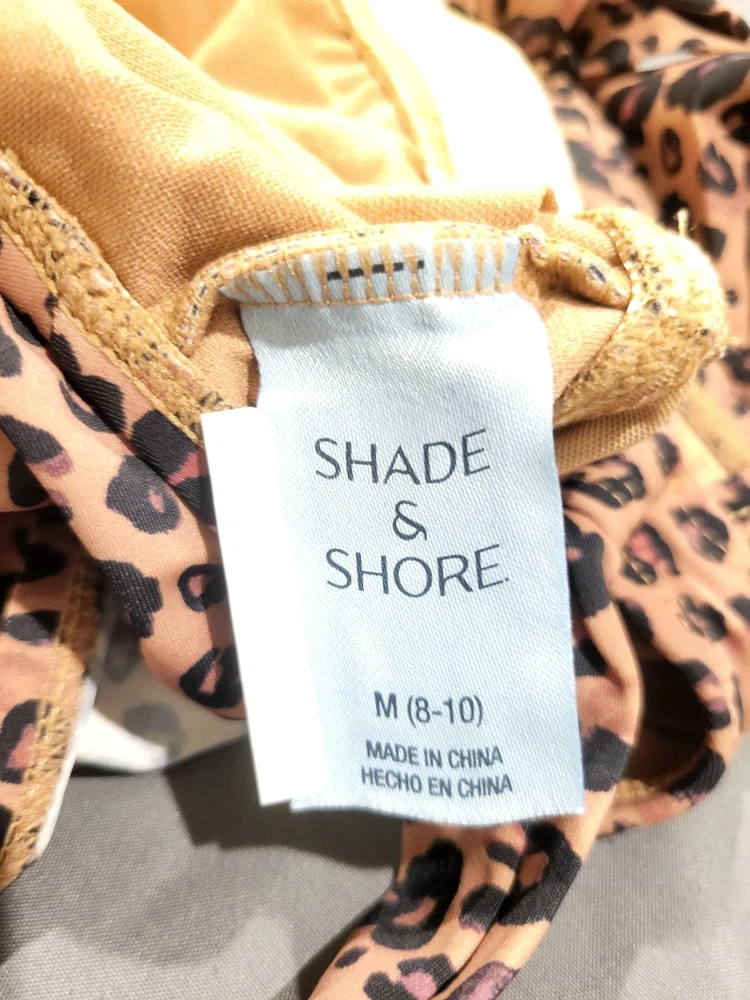 SHADE
&
SHORE.
M (8-10)
MADE IN CHINA
HECHO EN CHINA